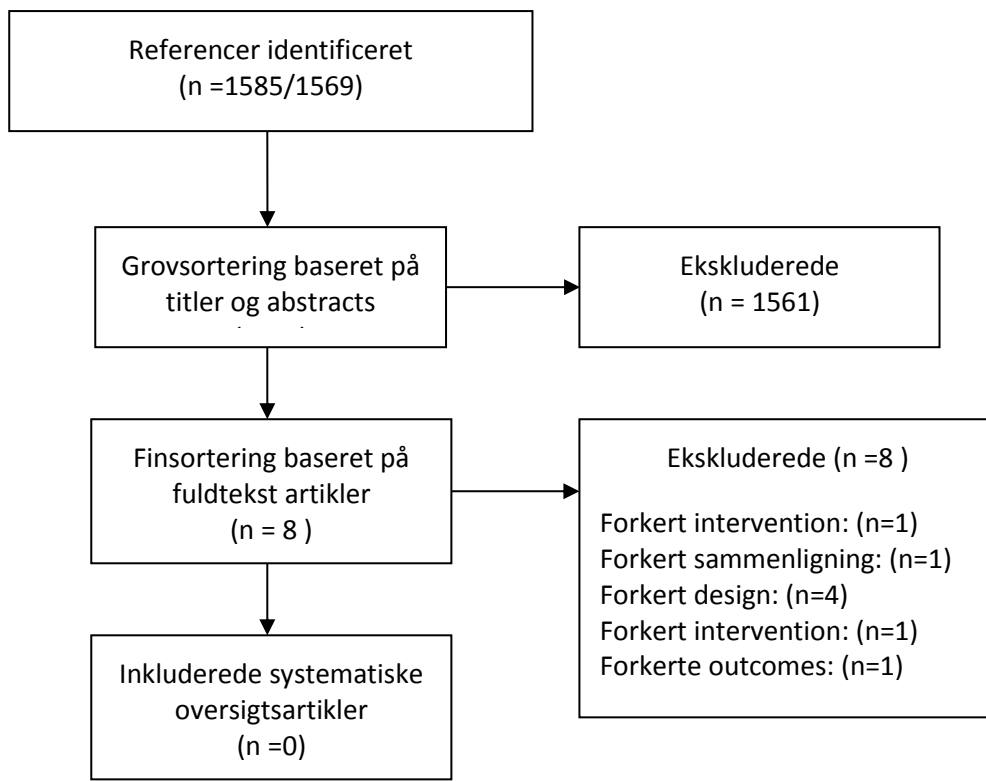 Referencer identificeret
(n =1585/1569)
Grovsortering baseret på
titler og abstracts
Ekskluderede
(n = 1561)
Finsortering baseret på
fuldtekst artikler
(n = 8 )
Ekskluderede (n =8 )
Forkert intervention: (n=1)
Forkert sammenligning: (n=1)
Forkert design: (n=4)
Forkert intervention: (n=1)
Forkerte outcomes: (n=1)
Inkluderede systematiske
oversigtsartikler
(n =0)